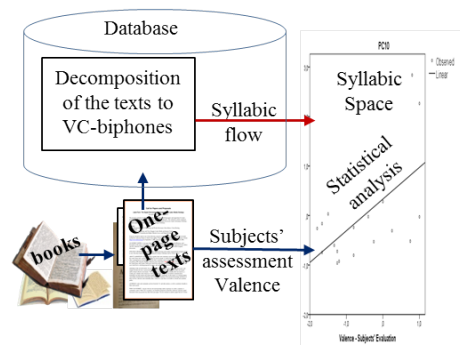 Database
Decomposition
of the texts to
VC-biphones
Syllabic
flow
books
One-
page
texts
Subjects'
assessment
Valence
PC10
Observed
Linear
Syllabic
Space
Statistical
analysis
Valence - Subjects' Evaluation